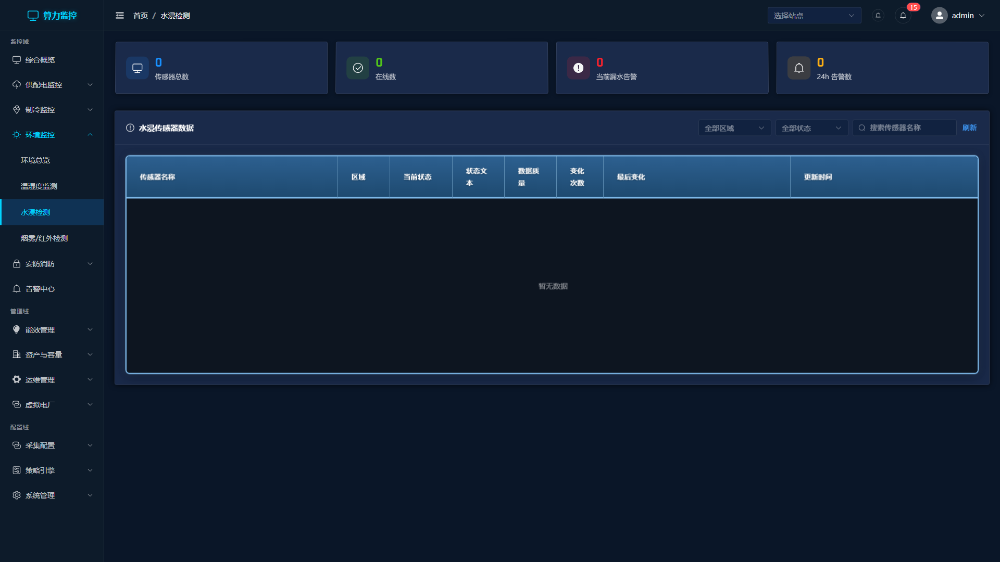 算力监控
首页 / 水浸检测
选择站点
15
admin
监控域
综合概览
供配电监控
制冷监控
环境监控
环境总览
温湿度监测
水浸检测
烟雾/红外检测
安防消防
告警中心
管理域
能效管理
资产与容量
运维管理
虚拟电厂
配置域
采集配置
策略引擎
系统管理
0
传感器总数
0
在线数
0
当前漏水告警
0
24h 告警数
水浸传感器数据
全部区域
全部状态
搜索传感器名称
刷新
传感器名称
区域
当前状态
状态文
本
数据质
量
变化
次数
最后变化
更新时间
暂无数据